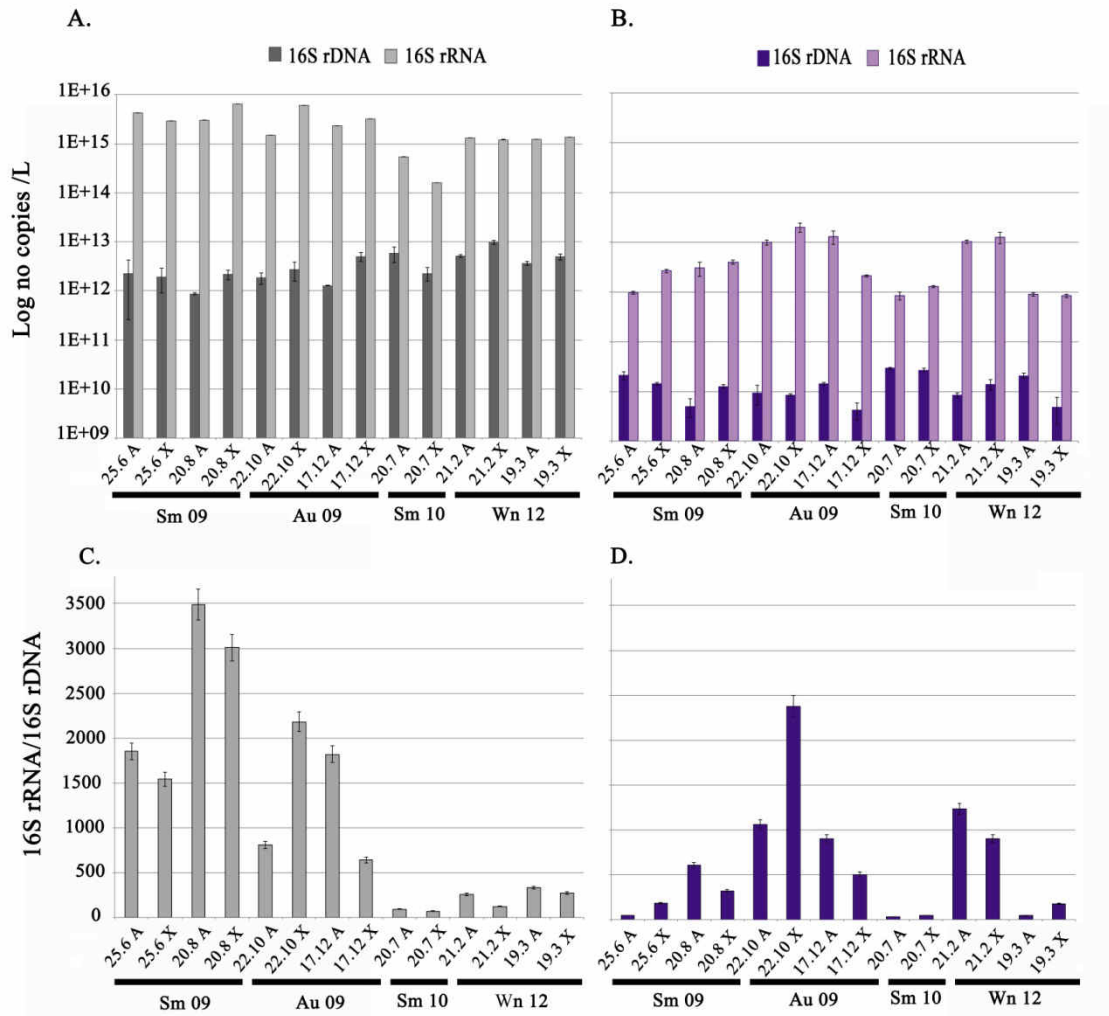 A.
16S rDNA 16S rRNA
Log no copies /L
1E+16
1E+15
1E+14
1E+13
1E+12
1E+11
1E+10
1E+09
25.6 A 25.6 X 20.8 A 20.8 X 22.10 A 22.10 X 17.12 A 17.12 X 20.7 A 20.7 X 21.2 A 21.2 X 19.3 A 19.3 X
Sm 09 Au 09 Sm 10 Wn 12
B.
16S rDNA 16S rRNA
25.6 A 25.6 X 20.8 A 20.8 X 22.10 A 22.10 X 17.12 A 17.12 X 20.7 A 20.7 X 21.2 A 21.2 X 19.3 A 19.3 X
Sm 09 Au 09 Sm 10 Wn 12
C.
16S rRNA/16S rDNA
3500
3000
2500
2000
1500
1000
500
0
25.6 A 25.6 X 20.8 A 20.8 X 22.10 A 22.10 X 17.12 A 17.12 X 20.7 A 20.7 X 21.2 A 21.2 X 19.3 A 19.3 X
Sm 09 Au 09 Sm 10 Wn 12
D.
25.6 A 25.6 X 20.8 A 20.8 X 22.10 A 22.10 X 17.12 A 17.12 X 20.7 A 20.7 X 21.2 A 21.2 X 19.3 A 19.3 X
Sm 09 Au 09 Sm 10 Wn 12